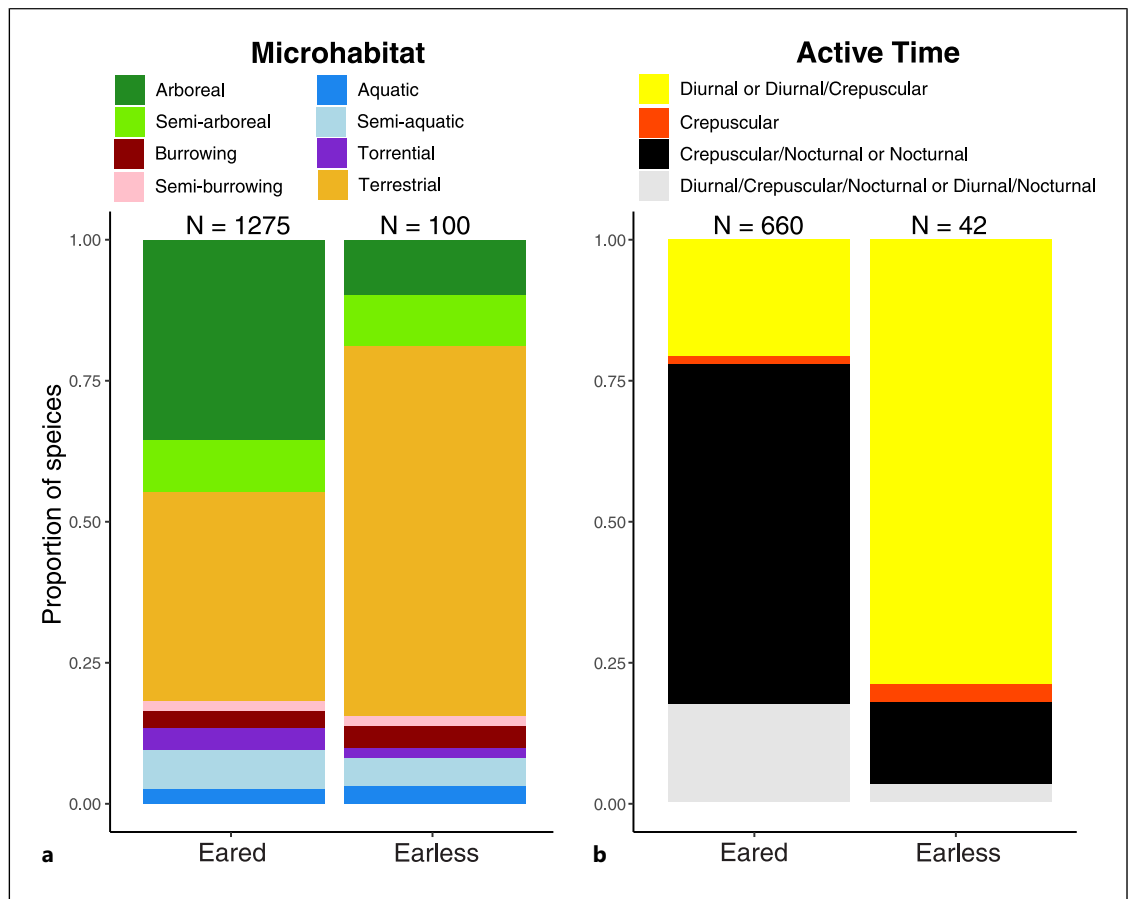 Microhabitat
Arboreal
Aquatic
Semi-arboreal
Semi-aquatic
Burrowing
Torrential
Semi-burrowing
Terrestrial
N = 1275
N = 100
1.00
0.75
0.50
0.25
0.00
Proportion of speices
Eared
Earless
a
Active Time
Diurnal or Diurnal/Crepuscular
Crepuscular
Crepuscular/Nocturnal or Nocturnal
Diurnal/Crepuscular/Nocturnal or Diurnal/Nocturnal
N = 660
N = 42
1.00
0.75
0.50
0.25
0.00
Eared
Earless
b